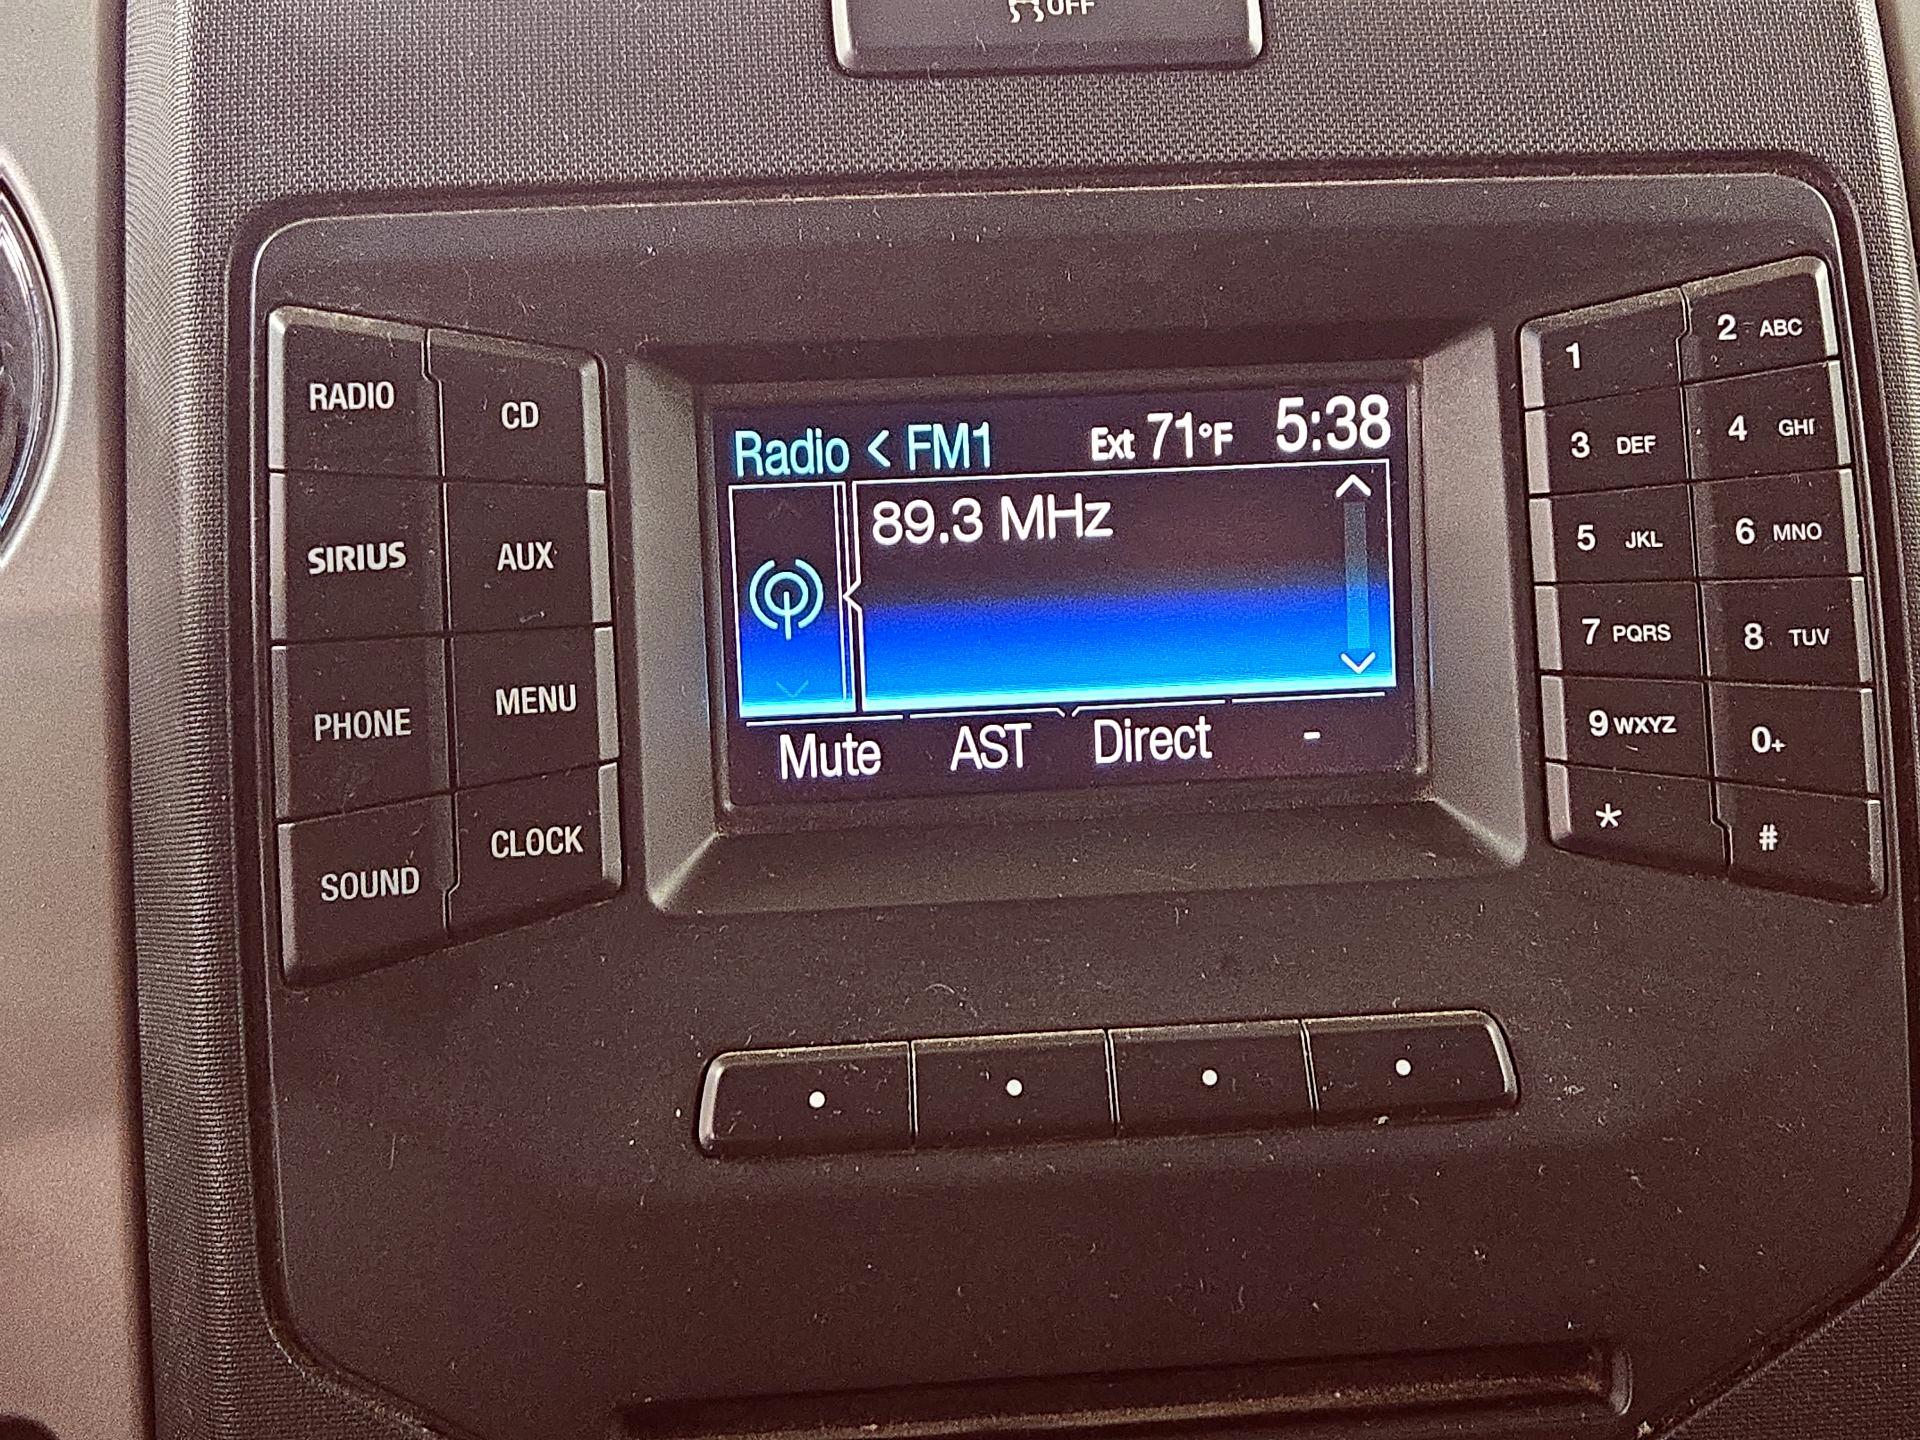 OFF
RADIO
CD
SIRIUS
AUX
PHONE
MENU
SOUND
CLOCK
Radio < FM1 Ext 71°F 5:38
89.3 MHz
Mute AST Direct -
1
2 ABC
3 DEF
4 GHI
5 JKL
6 MNO
7 PQRS
8 TUV
9 WXYZ
0+
*
#